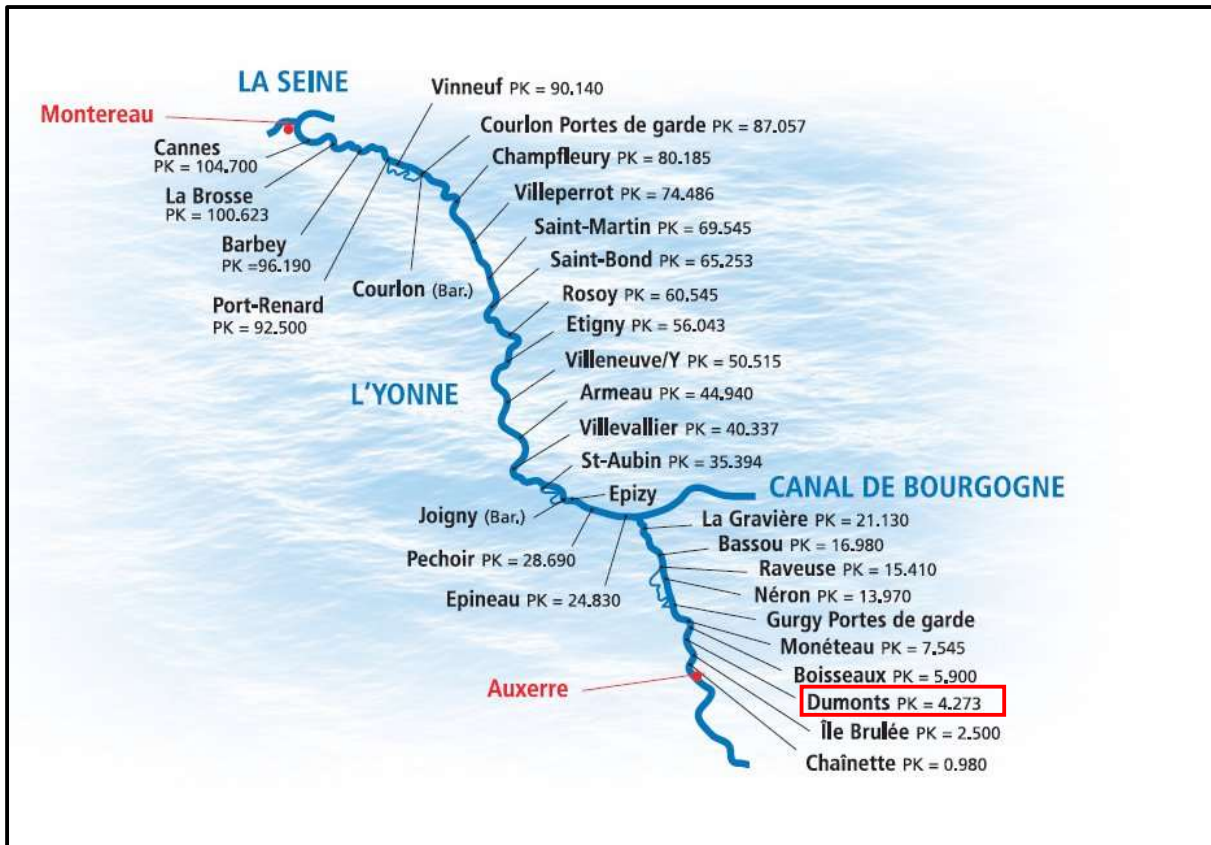 LA SEINE
Montereau
Vinneuf PK = 90.140
Courlon Portes de garde PK = 87.057
Cannes
PK = 104.700
Champfleury PK = 80.185
La Brosse
PK = 100.623
Villeperrot PK = 74.486
Saint-Martin PK = 69.545
Barbey
PK =96.190
Saint-Bond PK = 65.253
Courlon (Bar.)
Rosoy PK = 60.545
Port-Renard
PK = 92.500
Etigny PK = 56.043
Villeneuve/Y PK = 50.515
L'YONNE
Armeau PK = 44.940
Villevallier PK = 40.337
St-Aubin PK = 35.394
CANAL DE BOURGOGNE
Epizy
Joigny (Bar.)
La Gravière PK = 21.130
Bassou PK = 16.980
Pechoir PK = 28.690
Raveuse PK = 15.410
Epineau PK = 24.830
Néron PK = 13.970
Gurgy Portes de garde
Monéteau PK = 7.545
Boisseaux PK = 5.900
Auxerre
Dumonts PK = 4.273
Île Brulée PK = 2.500
Chaînette PK = 0.980